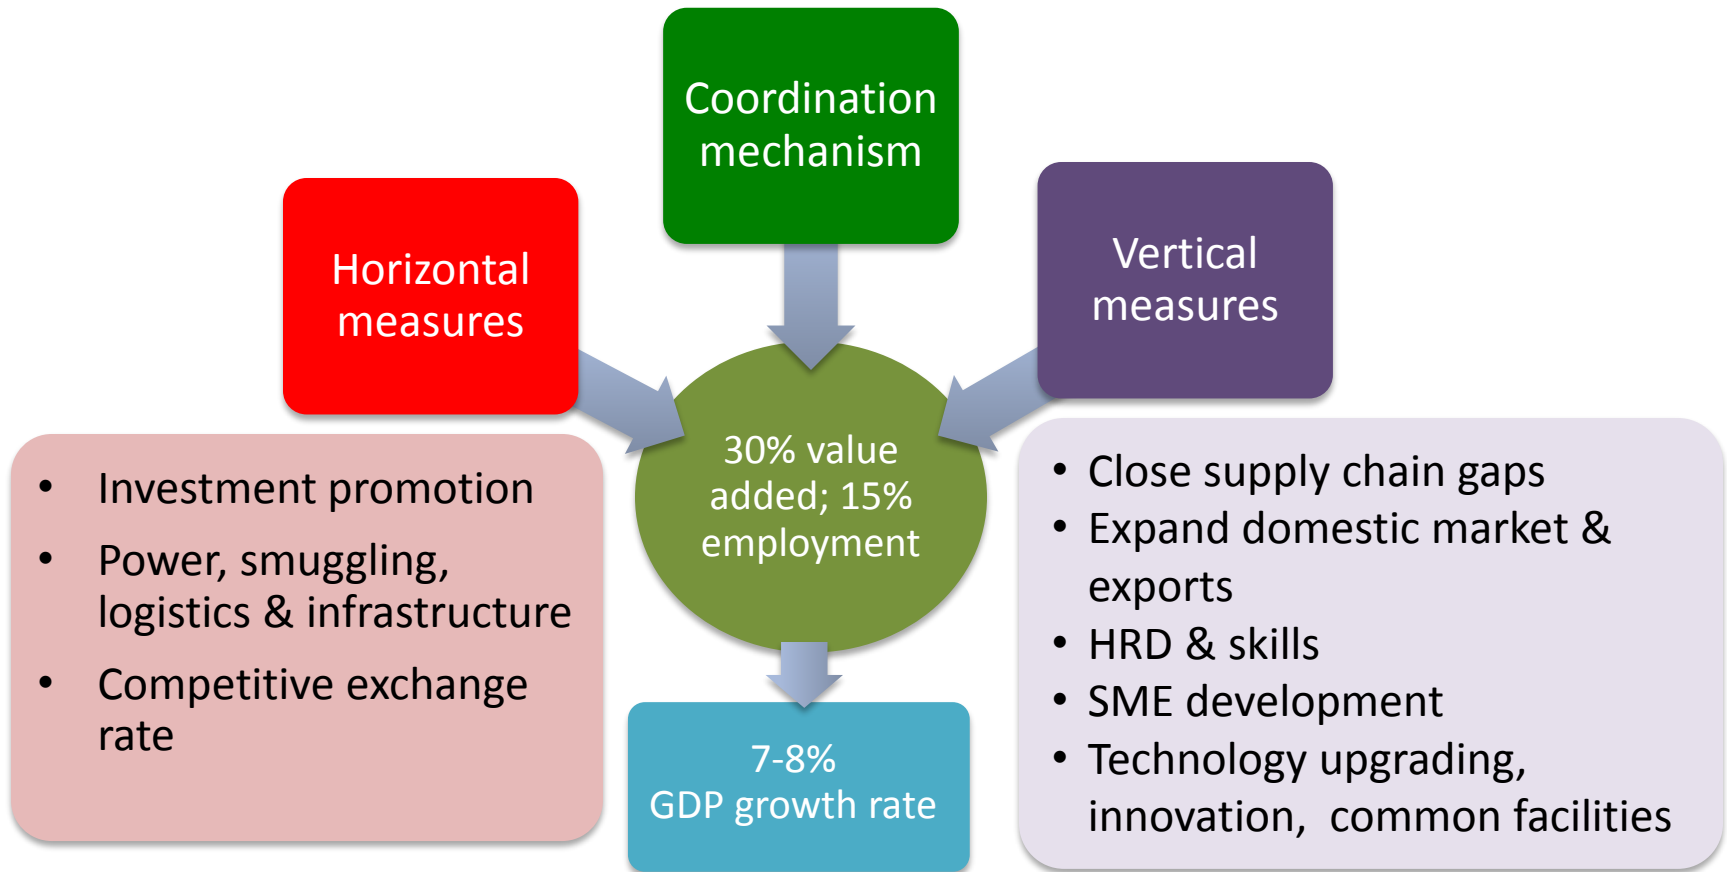 Coordination
mechanism
Horizontal
measures
Vertical
measures
30% value
added; 15%
employment
• Investment promotion
• Power, smuggling,
logistics & infrastructure
• Competitive exchange
rate
• Close supply chain gaps
• Expand domestic market &
exports
• HRD & skills
• SME development
• Technology upgrading,
innovation,  common facilities
7-8%
GDP growth rate